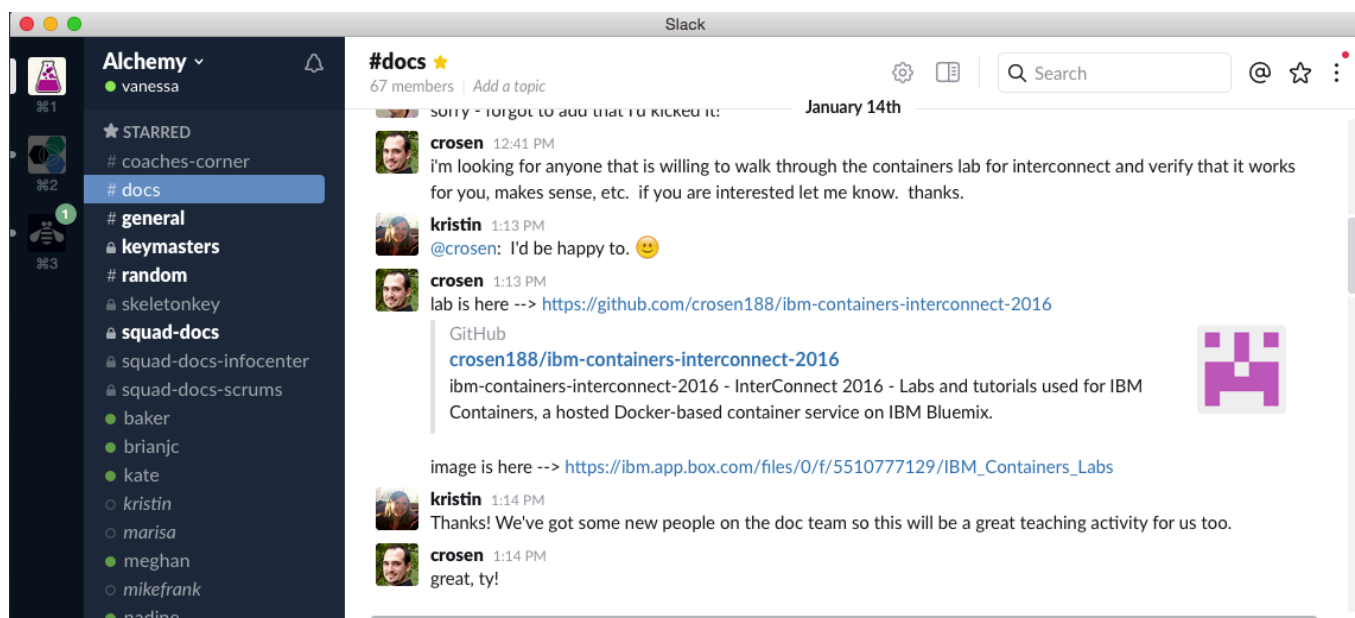 Slack
⌘1
⌘2
1
⌘3
Alchemy
vanessa
STARRED
# coaches-corner
# docs
# general
keymasters
# random
skeletonkey
squad-docs
squad-docs-infocenter
squad-docs-scrums
baker
brianjc
kate
kristin
marisa
meghan
mikefrank
nadine
#docs
67 members | Add a topic
Search
January 14th
sorry - forgot to add that I'd kicked it!
crosen 12:41 PM
i'm looking for anyone that is willing to walk through the containers lab for interconnect and verify that it works
for you, makes sense, etc. if you are interested let me know. thanks.
kristin 1:13 PM
@crosen: I'd be happy to.
crosen 1:13 PM
lab is here --> https://github.com/crosen188/ibm-containers-interconnect-2016
GitHub
crosen188/ibm-containers-interconnect-2016
ibm-containers-interconnect-2016 - InterConnect 2016 - Labs and tutorials used for IBM
Containers, a hosted Docker-based container service on IBM Bluemix.
image is here --> https://ibm.app.box.com/files/0/f/5510777129/IBM_Containers_Labs
kristin 1:14 PM
Thanks! We've got some new people on the doc team so this will be a great teaching activity for us too.
crosen 1:14 PM
great, ty!